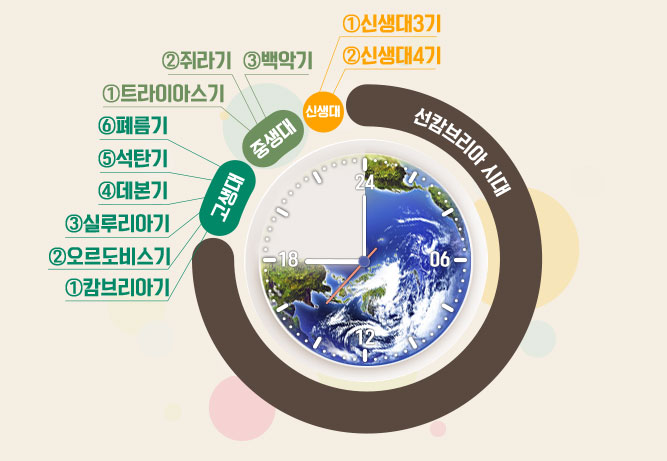 ①신생대3기
②신생대4기
②쥐라기 ③백악기
①트라이아스기
신생대
중생대
선캄브리아 시대
⑥폐름기
⑤석탄기
④데본기
③실루리아기
②오르도비스기
①캄브리아기
고생대
24
18
06
12